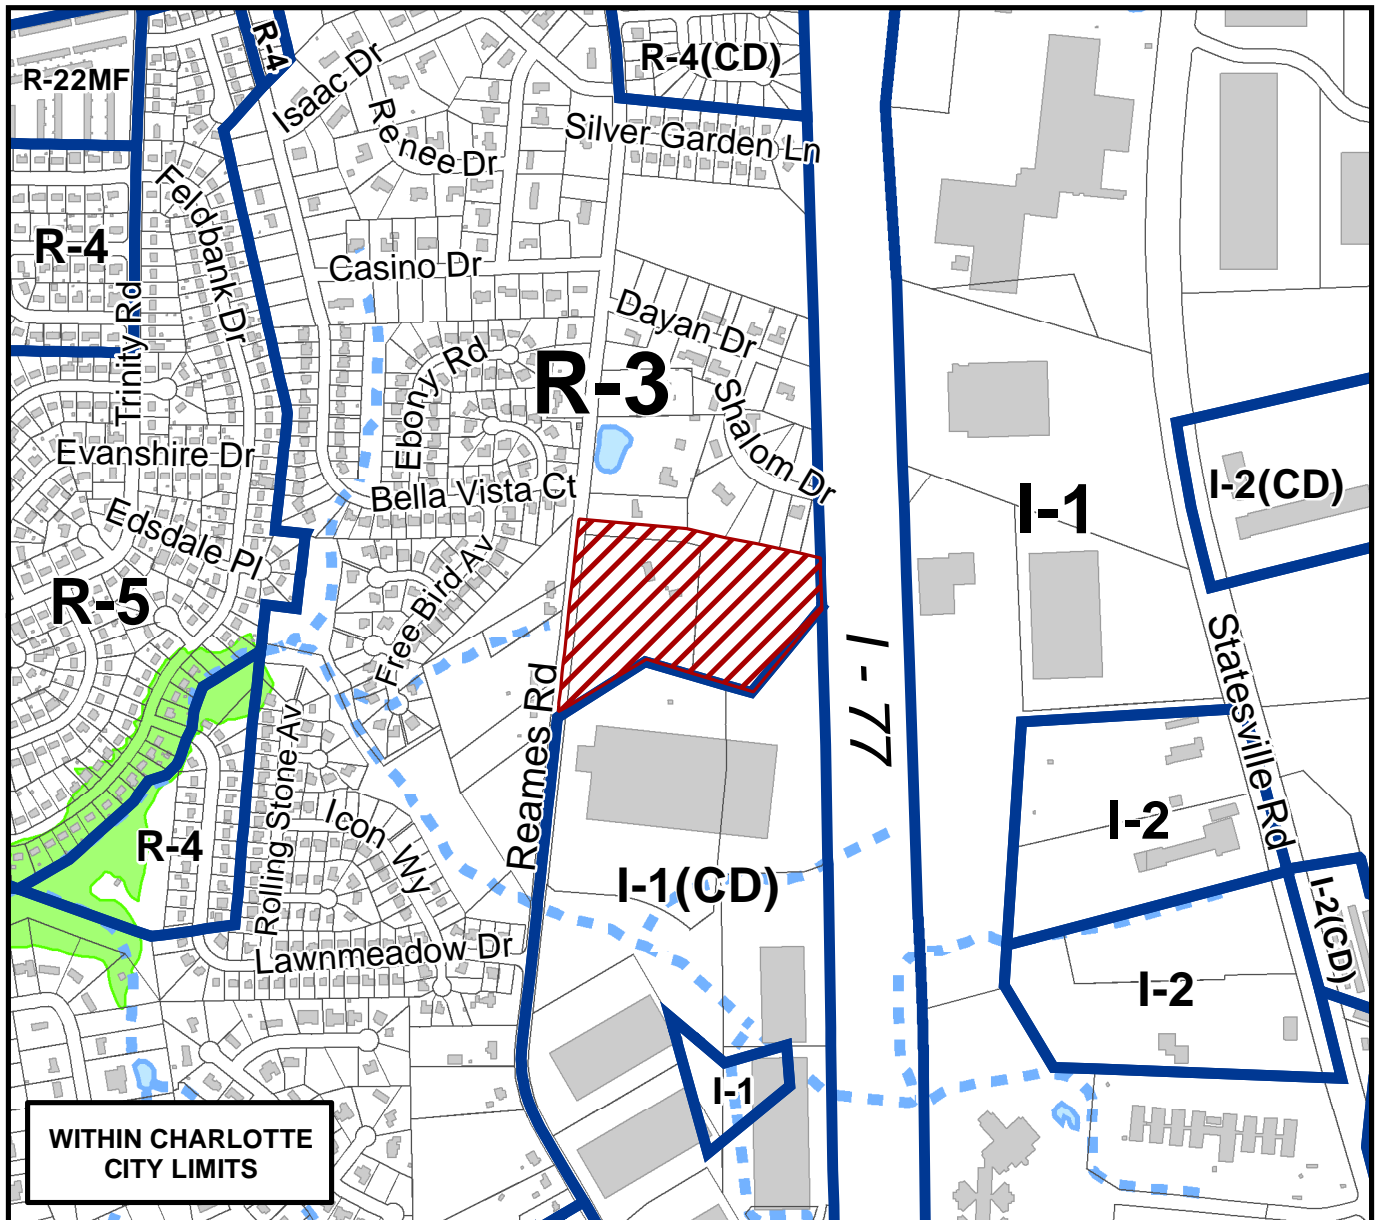 R-4
R-4(CD)
R-22MF
Isaac Dr
Renee Dr
Silver Garden Ln
Feldbank Dr
R-4
Casino Dr
Trinity Rd
Dayan Dr
Ebony Rd
R-3
Shalom Dr
Evanshire Dr
Bella Vista Ct
I-2(CD)
I-1
Edsdale Pl
Free Bird Av
R-5
I - 77
Statesville Rd
Reames Rd
Rolling Stone Av
Icon Wy
R-4
I-2
I-1(CD)
I-2(CD)
Lawnmeadow Dr
I-2
I-1
WITHIN CHARLOTTE
CITY LIMITS